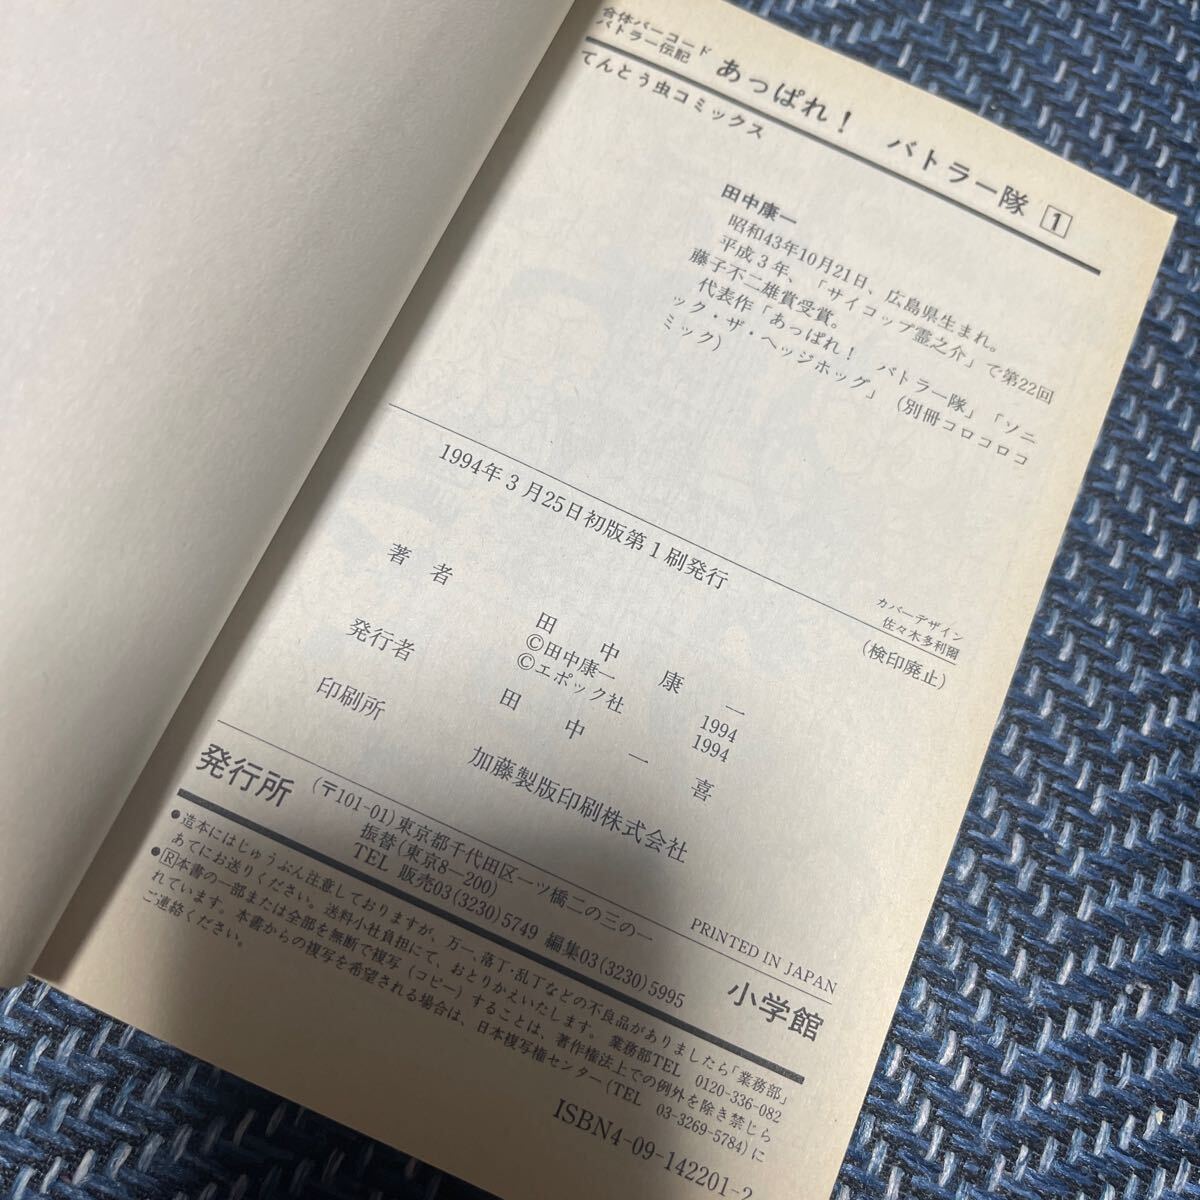 合体バーコード
バトラー伝記
あっぱれ! バトラー隊 1
てんとう虫コミックス
田中康一
昭和43年10月21日、広島県生まれ。
平成3年、「サイコップ霊之介」で第22回
藤子不二雄賞受賞。
代表作「あっぱれ! バトラー隊」「ソニ
ック・ザ・ヘッジホッグ」(別冊コロコロコ
ミック)
1994年3月25日初版第1刷発行
カバーデザイン
佐々木多利爾
(検印廃止)
著者 田中康一
©田中康一 1994
©エポック社 1994
発行者 田中一喜
印刷所 加藤製版印刷株式会社
PRINTED IN JAPAN
発行所 (〒101-01)東京都千代田区一ツ橋二の三の一
振替(東京8―200)
TEL 販売03(3230)5749 編集03(3230)5995
小学館
●造本にはじゅうぶん注意しておりますが、万一、落丁・乱丁などの不良品がありましたら「業務部」
あてにお送りください。送料小社負担にて、おとりかえいたします。 業務部TEL 0120-336-082
●R本書の一部または全部を無断で複写(コピー)することは、著作権法上での例外を除き禁じら
れています。本書からの複写を希望される場合は、日本複写権センター(TEL 03-3269-5784)に
ご連絡ください。
ISBN4-09-142201-2